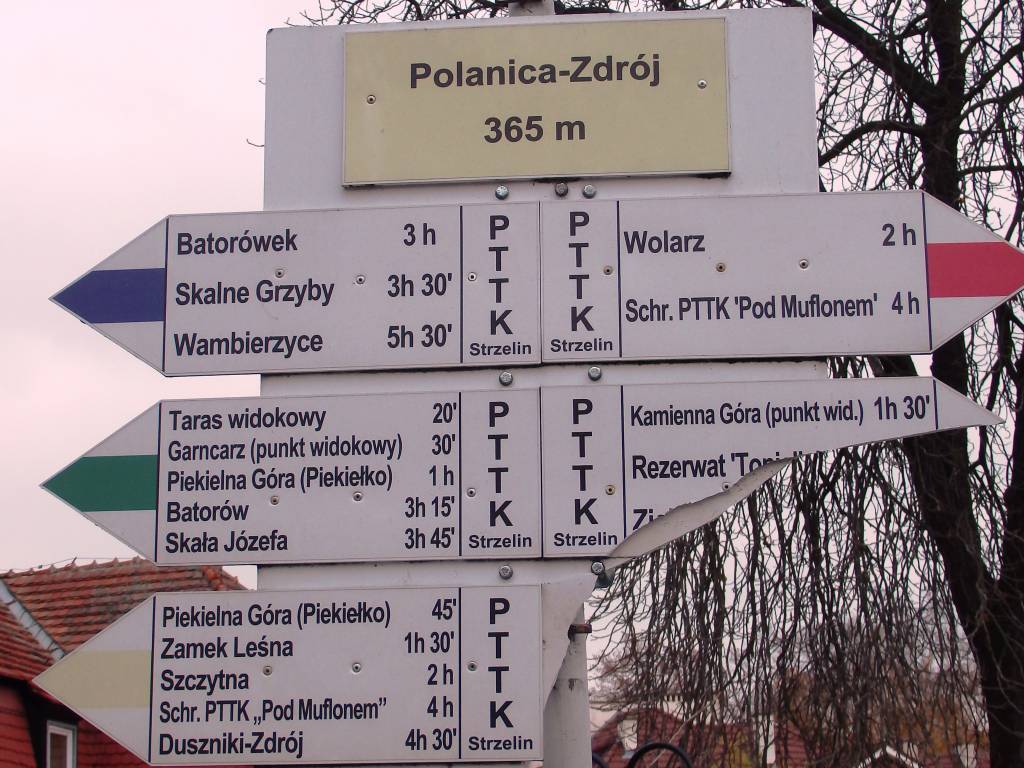 Polanica-Zdrój
365 m
Batorówek 3 h
Skalne Grzyby 3h 30'
Wambierzyce 5h 30'
PTTK
Strzelin
PTTK
Strzelin
Wolarz 2 h
Schr. PTTK 'Pod Muflonem' 4 h
Taras widokowy 20'
Garncarz (punkt widokowy) 30'
Piekielna Góra (Piekiełko) 1 h
Batorów 3h 15'
Skała Józefa 3h 45'
PTTK
Strzelin
PTTK
Strzelin
Kamienna Góra (punkt wid.) 1h 30'
Rezerwat
Piekielna Góra (Piekiełko) 45'
Zamek Leśna 1h 30'
Szczytna 2 h
Schr. PTTK „Pod Muflonem” 4 h
Duszniki-Zdrój 4h 30'
PTTK
Strzelin